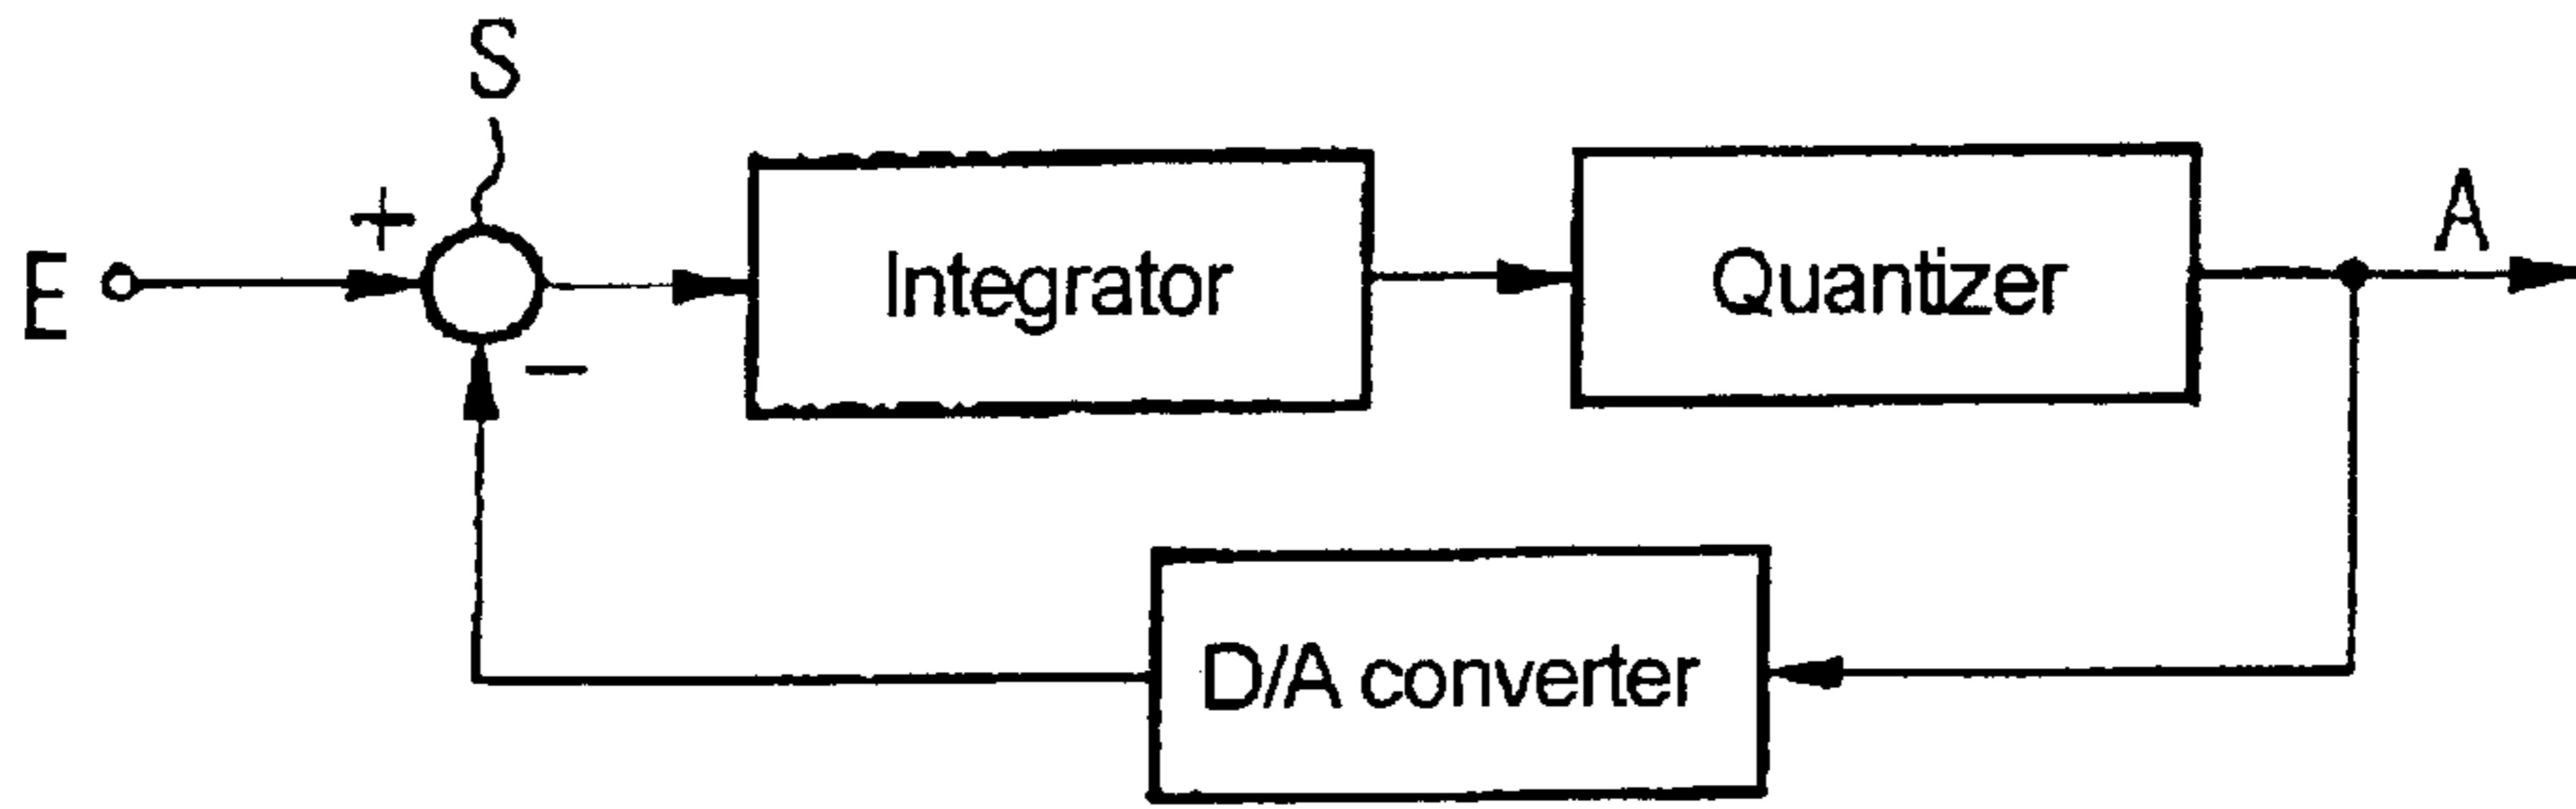 S
+
E
Integrator
Quantizer
A
−
D/A converter